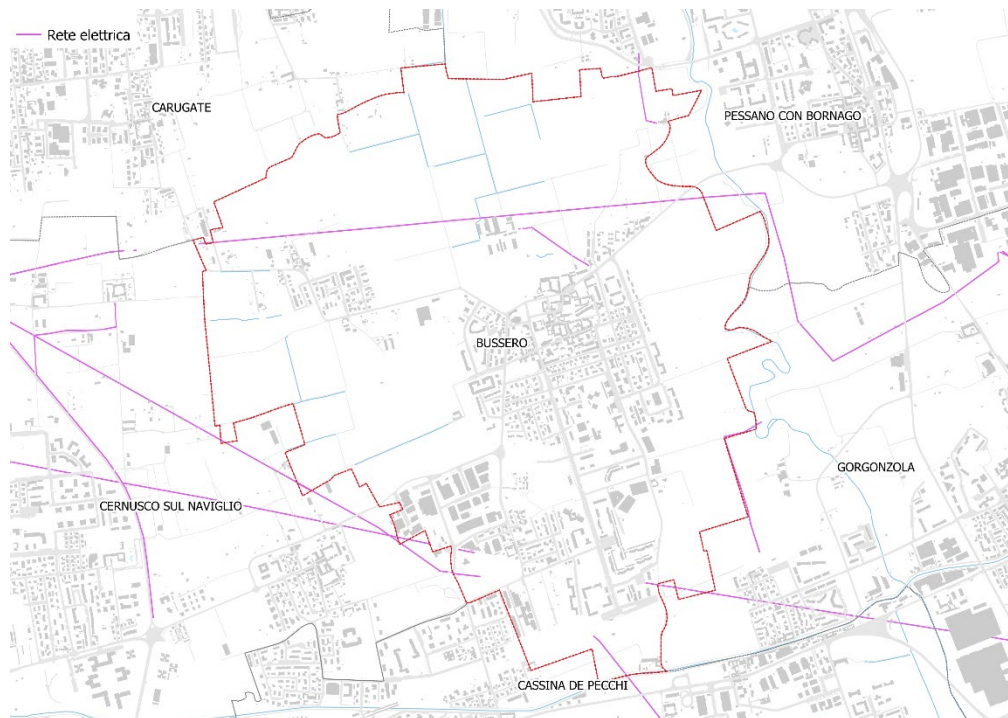 Rete elettrica
CARUGATE
PESSANO CON BORNAGO
BUSSERO
GORGONZOLA
CERNUSCO SUL NAVIGLIO
CASSINA DE PECCHI